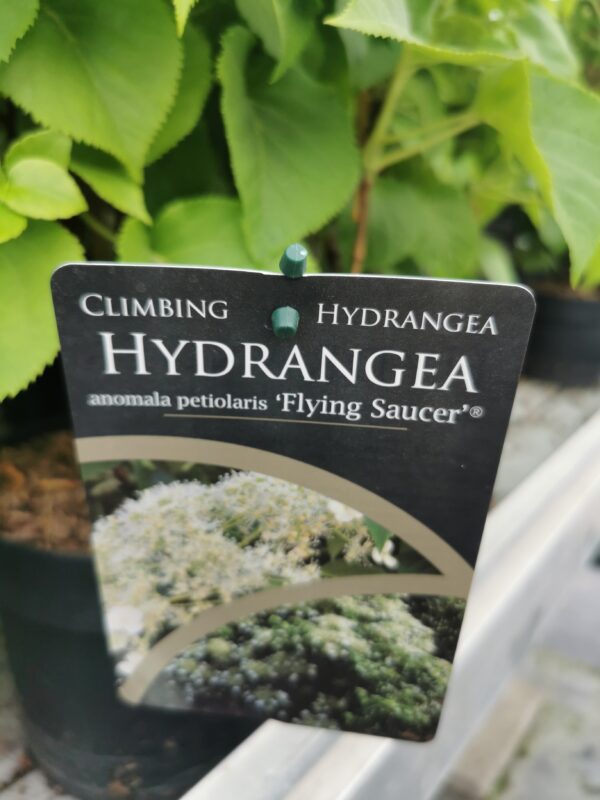 CLIMBING HYDRANGEA
HYDRANGEA
anomala petiolaris ‘Flying Saucer’®